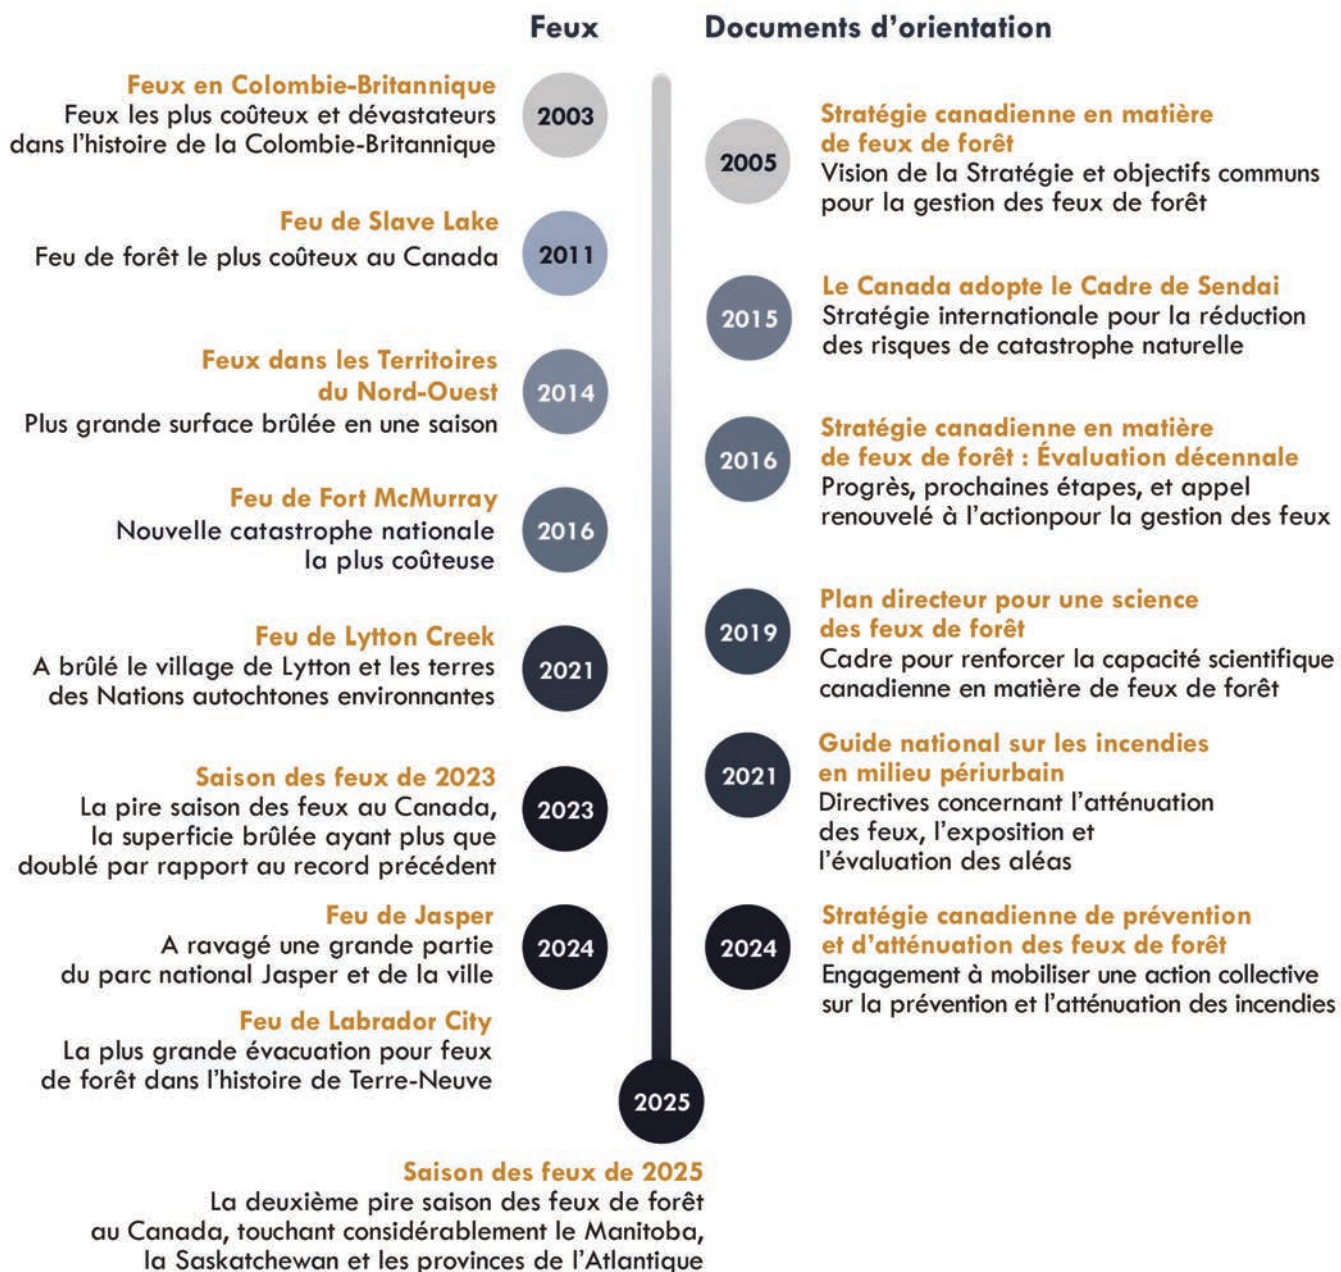 Feux
Feux en Colombie-Britannique
Feux les plus coûteux et dévastateurs
dans l'histoire de la Colombie-Britannique
2003
Feu de Slave Lake
Feu de forêt le plus coûteux au Canada
2011
Feux dans les Territoires
du Nord-Ouest
Plus grande surface brûlée en une saison
2014
Feu de Fort McMurray
Nouvelle catastrophe nationale
la plus coûteuse
2016
Feu de Lytton Creek
A brûlé le village de Lytton et les terres
des Nations autochtones environnantes
2021
Saison des feux de 2023
La pire saison des feux au Canada,
la superficie brûlée ayant plus que
doublé par rapport au record précédent
2023
Feu de Jasper
A ravagé une grande partie
du parc national Jasper et de la ville
2024
Feu de Labrador City
La plus grande évacuation pour feux
de forêt dans l'histoire de Terre-Neuve
Documents d'orientation
2005
Stratégie canadienne en matière
de feux de forêt
Vision de la Stratégie et objectifs communs
pour la gestion des feux de forêt
2015
Le Canada adopte le Cadre de Sendai
Stratégie internationale pour la réduction
des risques de catastrophe naturelle
2016
Stratégie canadienne en matière
de feux de forêt : Évaluation décennale
Progrès, prochaines étapes, et appel
renouvelé à l'actionpour la gestion des feux
2019
Plan directeur pour une science
des feux de forêt
Cadre pour renforcer la capacité scientifique
canadienne en matière de feux de forêt
2021
Guide national sur les incendies
en milieu périurbain
Directives concernant l'atténuation
des feux, l'exposition et
l'évaluation des aléas
2024
Stratégie canadienne de prévention
et d'atténuation des feux de forêt
Engagement à mobiliser une action collective
sur la prévention et l'atténuation des incendies
2025
Saison des feux de 2025
La deuxième pire saison des feux de forêt
au Canada, touchant considérablement le Manitoba,
la Saskatchewan et les provinces de l'Atlantique